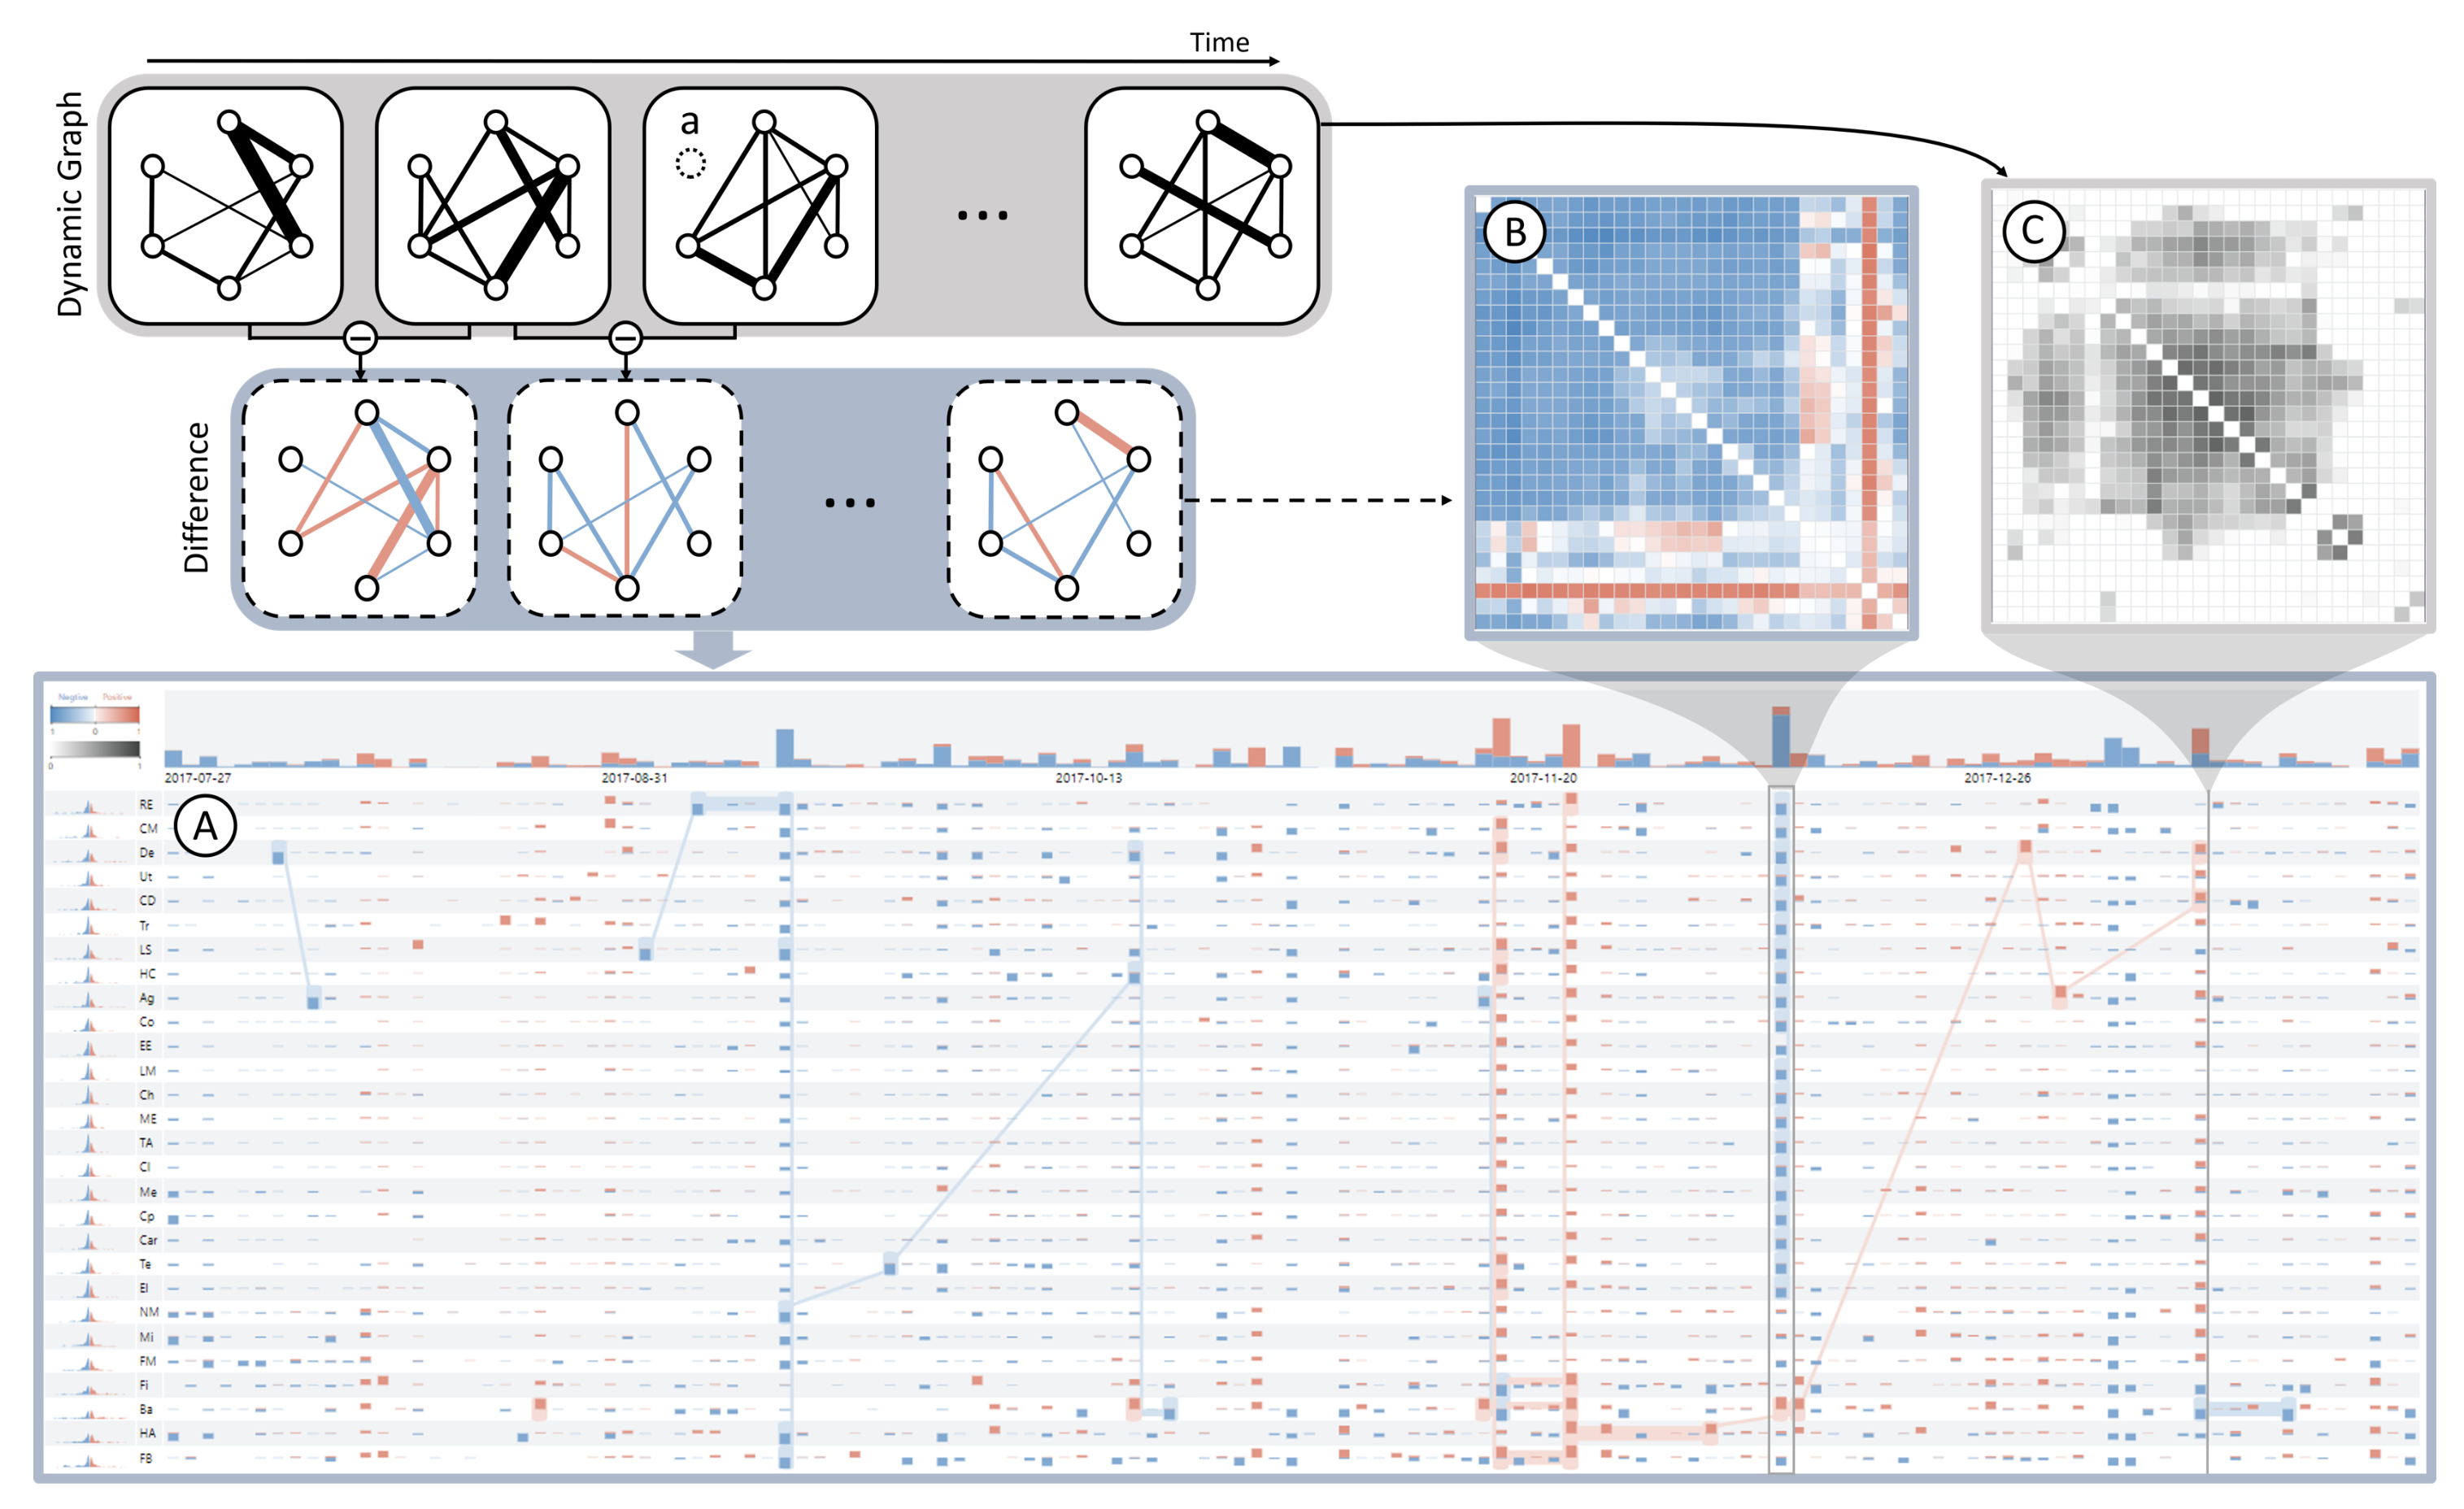 Time
Dynamic Graph
a
...
B
C
Difference
...
Negtive Positive
1 0 1
0 1
2017-07-27 2017-08-31 2017-10-13 2017-11-20 2017-12-26
A
RE
CM
De
Ut
CD
Tr
LS
HC
Ag
Co
EE
LM
Ch
ME
TA
CI
Me
Cp
Car
Te
EI
NM
Mi
FM
Fi
Ba
HA
FB